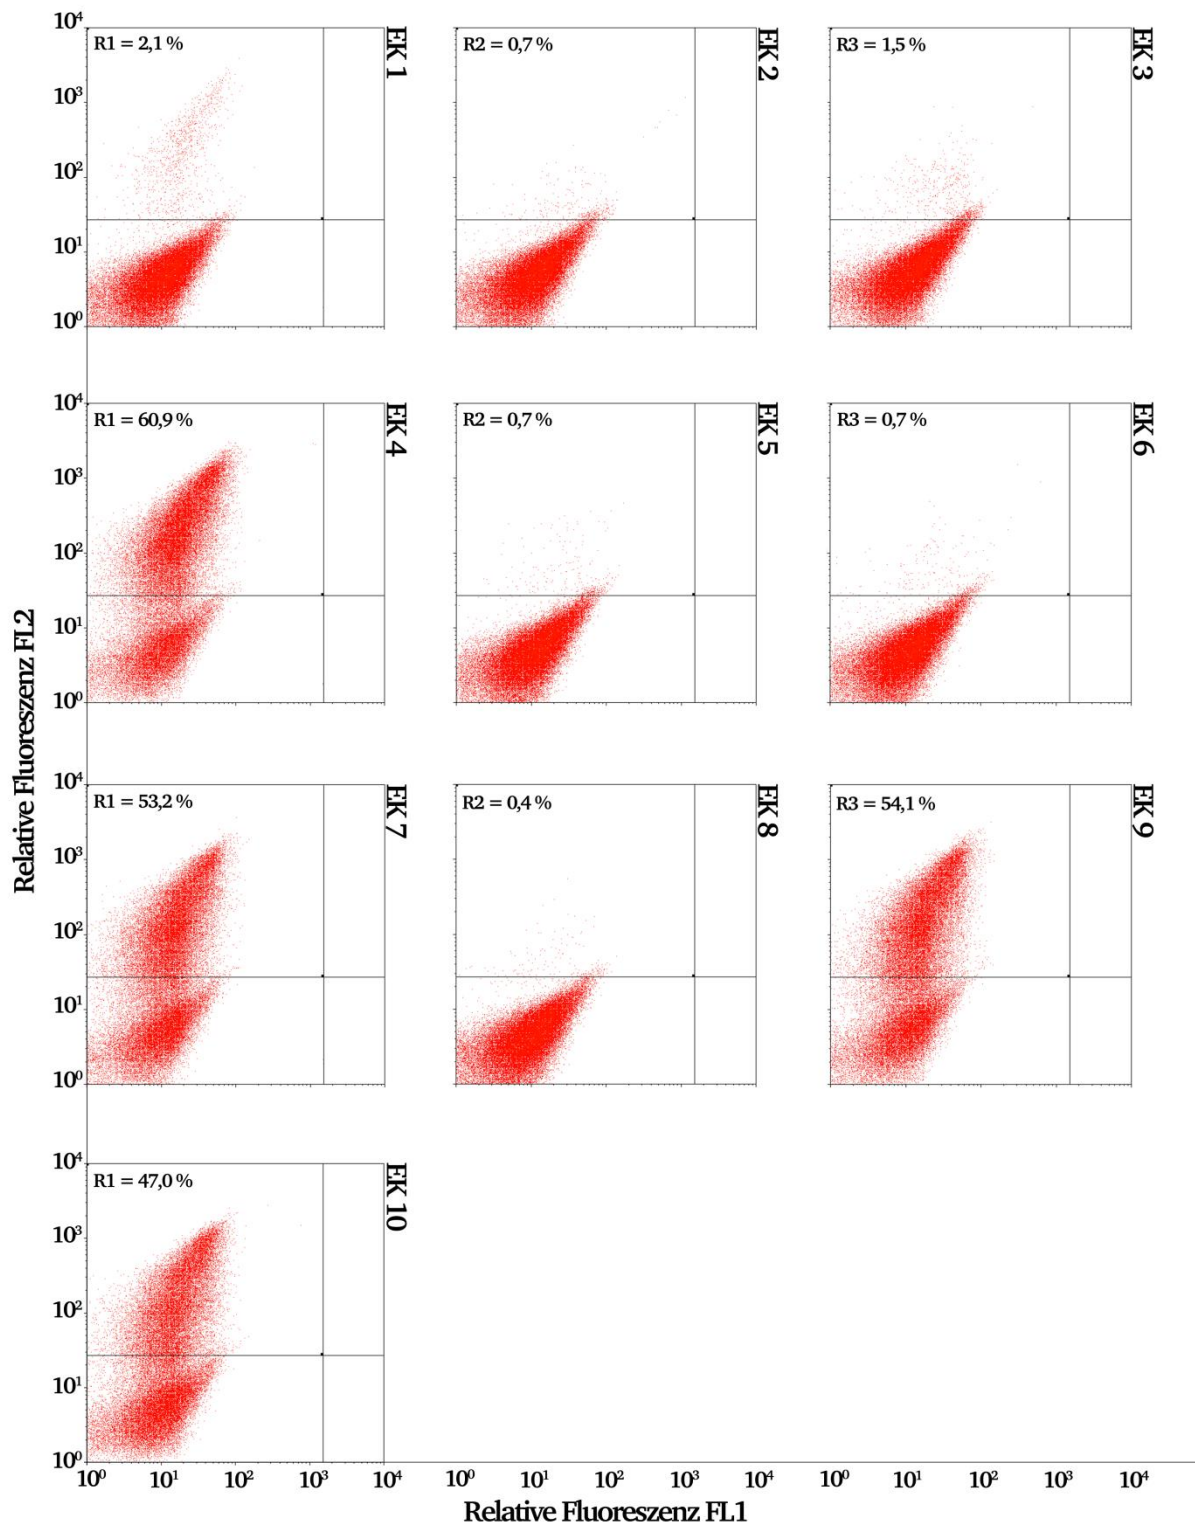 10⁴
R1 = 2,1 %
EK 1
R2 = 0,7 %
EK 2
R3 = 1,5 %
EK 3
10³
10²
10¹
10⁰
10⁴
R1 = 60,9 %
EK 4
R2 = 0,7 %
EK 5
R3 = 0,7 %
EK 6
10³
10²
10¹
10⁰
Relative Fluoreszenz FL2
10⁴
R1 = 53,2 %
EK 7
R2 = 0,4 %
EK 8
R3 = 54,1 %
EK 9
10³
10²
10¹
10⁰
10⁴
R1 = 47,0 %
EK 10
10³
10²
10¹
10⁰
10⁰ 10¹ 10² 10³ 10⁴ 10⁰ 10¹ 10² 10³ 10⁴ 10⁰ 10¹ 10² 10³ 10⁴
Relative Fluoreszenz FL1